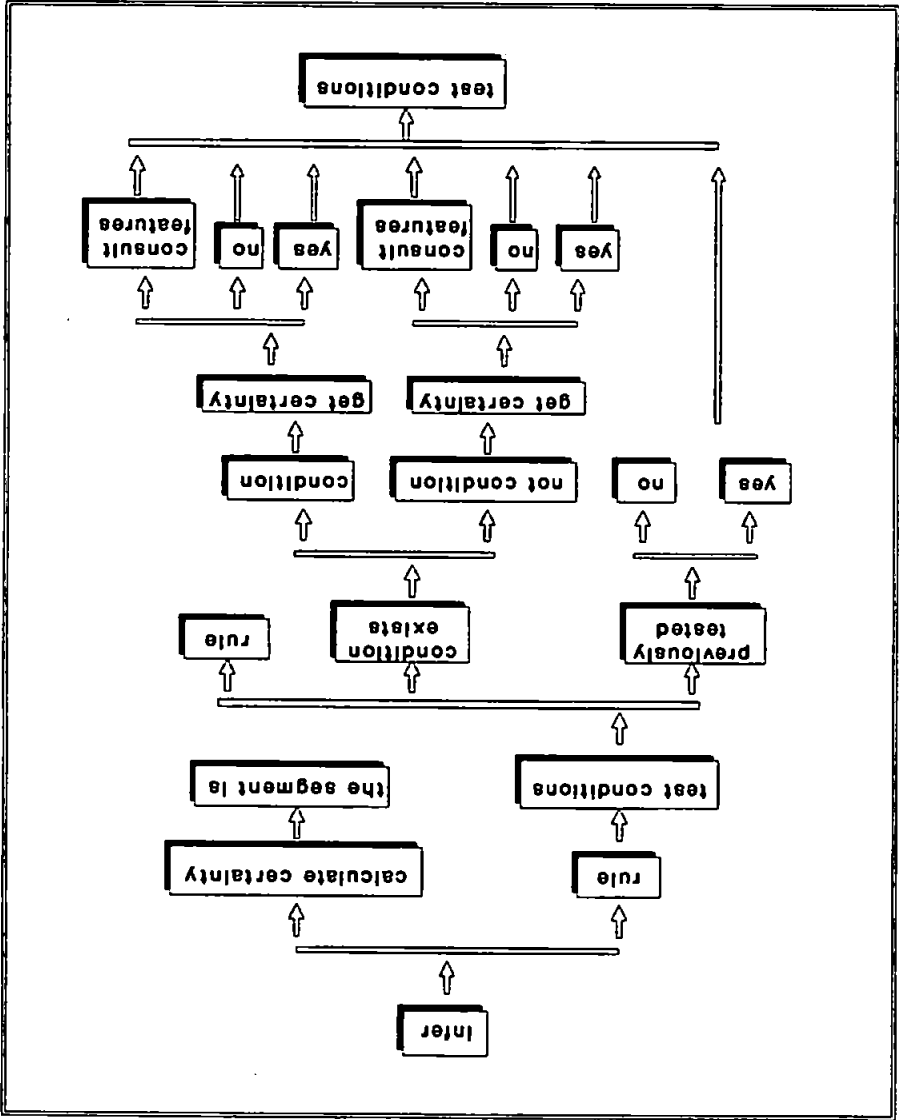 Infer
rule
calculate certainty
test conditions
the segment is
previously
tested
condition
exists
rule
yes
no
not condition
condition
get certainty
get certainty
yes
no
consult
features
yes
no
consult
features
test conditions